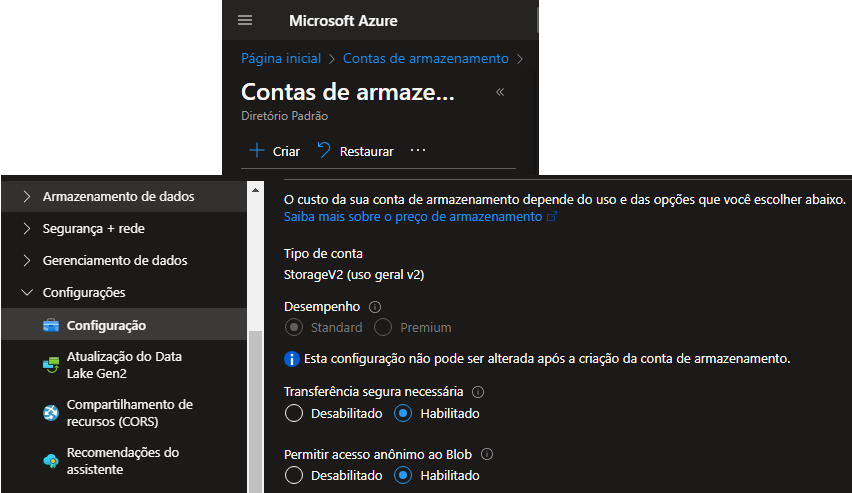 Microsoft Azure
Página inicial > Contas de armazenamento >
Contas de armaze...
Diretório Padrão
Criar
Restaurar
Armazenamento de dados
Segurança + rede
Gerenciamento de dados
Configurações
Configuração
Atualização do Data
Lake Gen2
Compartilhamento de
recursos (CORS)
Recomendações do
assistente
O custo da sua conta de armazenamento depende do uso e das opções que você escolher abaixo.
Saiba mais sobre o preço de armazenamento
Tipo de conta
StorageV2 (uso geral v2)
Desempenho
Standard
Premium
Esta configuração não pode ser alterada após a criação da conta de armazenamento.
Transferência segura necessária
Desabilitado
Habilitado
Permitir acesso anônimo ao Blob
Desabilitado
Habilitado